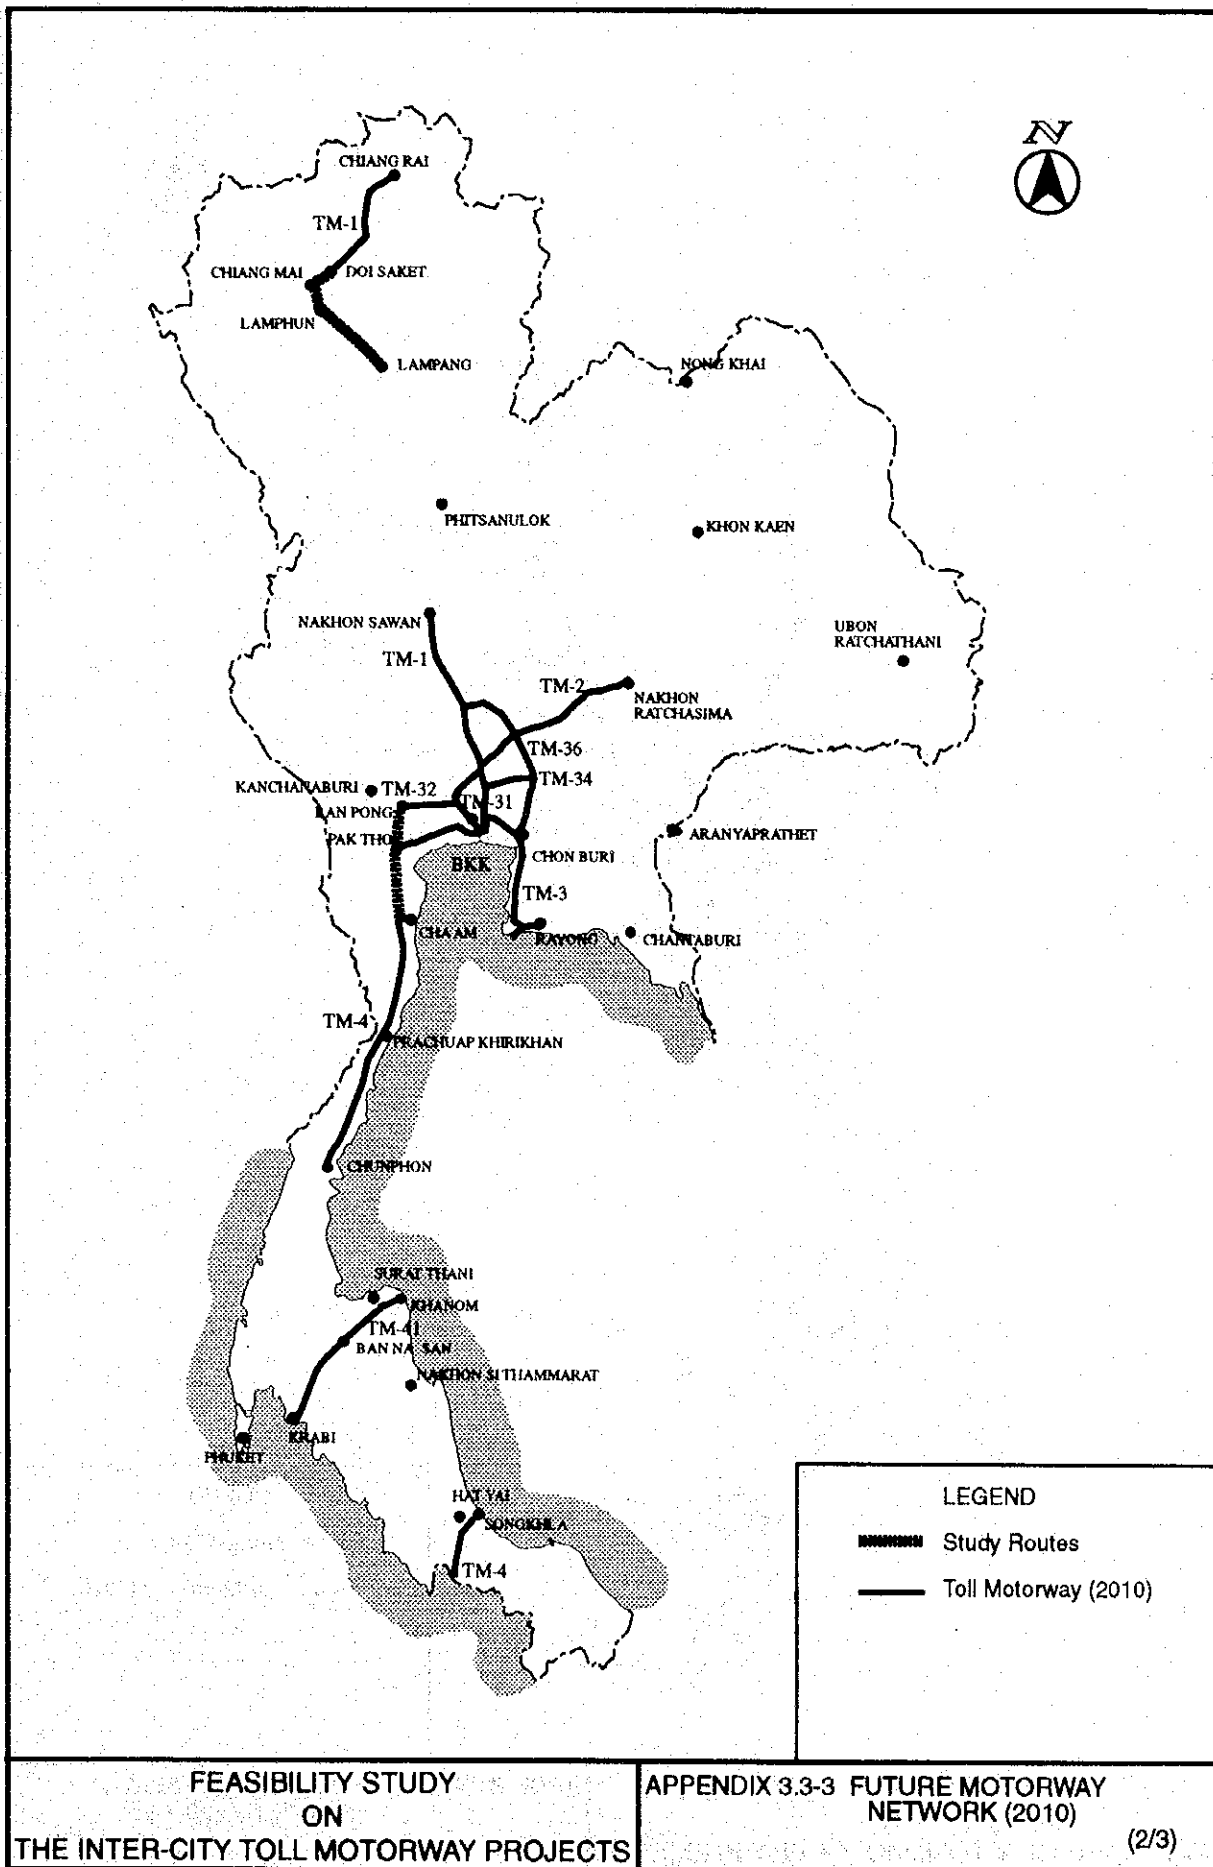 N
CHIANG RAI
TM-1
CHIANG MAI
DOI SAKET
LAMPHUN
LAMPANG
NONG KHAI
PHITSANULOK
KHON KAEN
NAKHON SAWAN
UBON
RATCHATHANI
TM-1
TM-2
NAKHON
RATCHASIMA
TM-36
TM-34
KANCHANABURI
TM-32
TM-31
BAN PONG
PAK THO
ARANYAPRATHET
CHON BURI
BKK
TM-3
CHA AM
RAYONG
CHANTABURI
TM-4
PRACHUAP KHIRIKHAN
CHUNPHON
SURAT THANI
KHANOM
TM-41
BAN NA SAN
NAKHON SI THAMMARAT
KRABI
PHUKET
HAT YAI
SONGKHLA
TM-4
LEGEND
Study Routes
Toll Motorway (2010)
FEASIBILITY STUDY
ON
THE INTER-CITY TOLL MOTORWAY PROJECTS
APPENDIX 3.3-3 FUTURE MOTORWAY
NETWORK (2010)
(2/3)